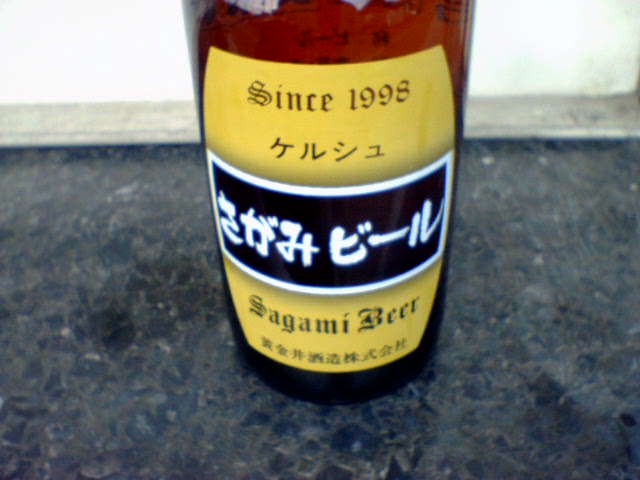 Since 1998
ケルシュ
さがみビール
Sagami Beer
黄金井酒造株式会社